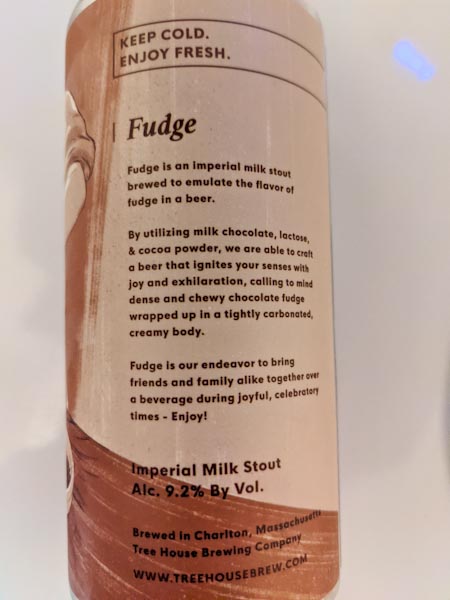 KEEP COLD.
ENJOY FRESH.
Fudge
Fudge is an imperial milk stout
brewed to emulate the flavor of
fudge in a beer.
By utilizing milk chocolate, lactose,
& cocoa powder, we are able to craft
a beer that ignites your senses with
joy and exhilaration, calling to mind
dense and chewy chocolate fudge
wrapped up in a tightly carbonated,
creamy body.
Fudge is our endeavor to bring
friends and family alike together over
a beverage during joyful, celebratory
times - Enjoy!
Imperial Milk Stout
Alc. 9.2% By Vol.
Brewed in Charlton, Massachusetts
Tree House Brewing Company
WWW.TREEHOUSEBREW.COM